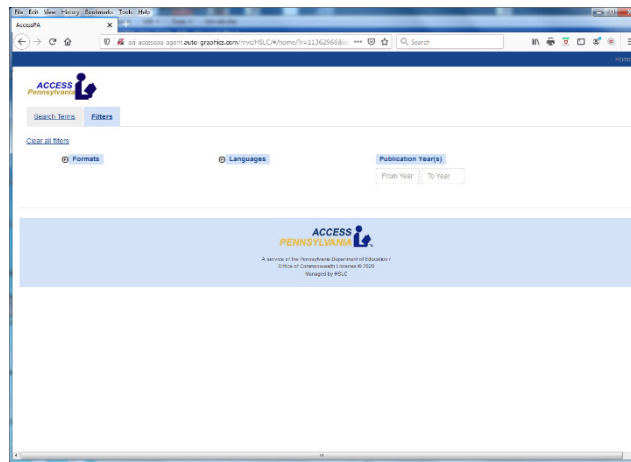 File Edit View History Bookmarks Tools Help
AccessPA
Search
Home
ACCESS
Pennsylvania
Search Terms Filters
Clear all filters
Formats Languages Publication Year(s)
From Year To Year
ACCESS
PENNSYLVANIA
A service of the Pennsylvania Department of Education /
Office of Commonwealth Libraries © 2020
Managed by HSLC